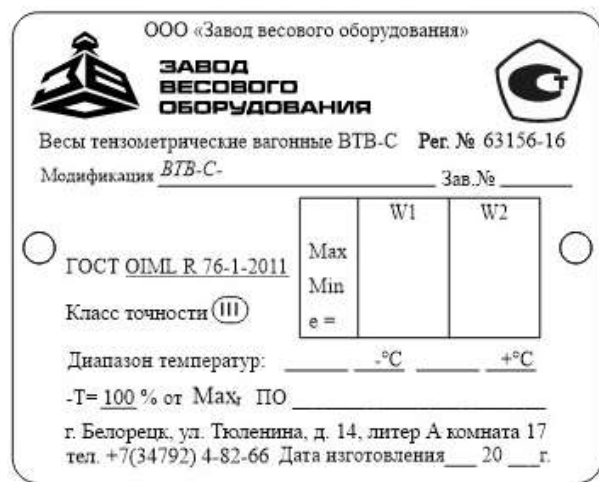 ООО «Завод весового оборудования»
ЗВО
ЗАВОД
ВЕСОВОГО
ОБОРУДОВАНИЯ
Ст
Весы тензометрические вагонные ВТВ-С Рег. № 63156-16
Модификация ВТВ-С- Зав.№
W1 W2
Max
Min
e =
ГОСТ OIML R 76-1-2011
Класс точности III
Диапазон температур: -°C +°C
-T= 100 % от Max, ПО
г. Белорецк, ул. Тюленина, д. 14, литер А комната 17
тел. +7(34792) 4-82-66 Дата изготовления 20 г.